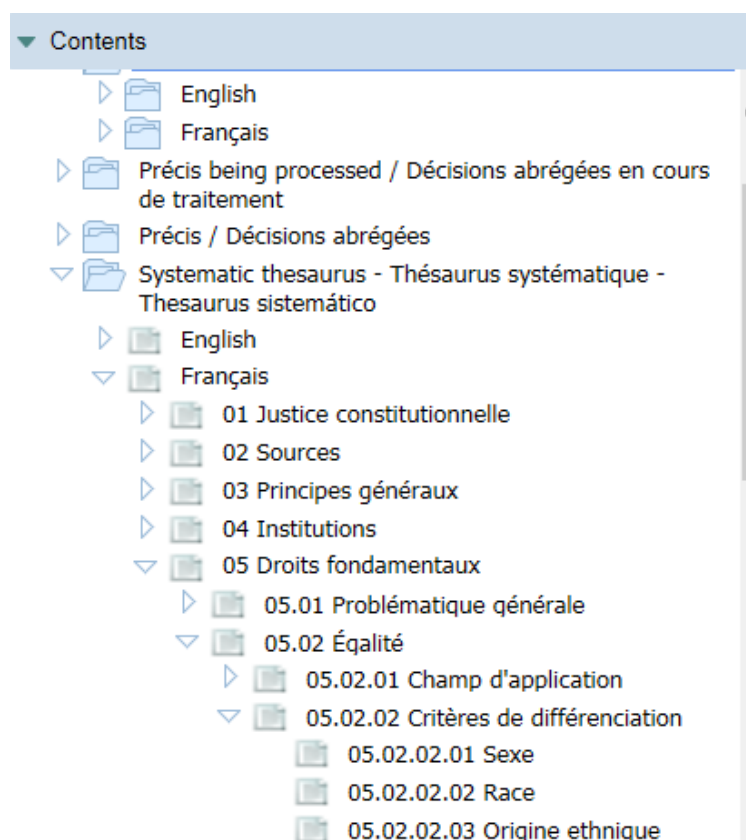 Contents
English
Français
Précis being processed / Décisions abrégées en cours
de traitement
Précis / Décisions abrégées
Systematic thesaurus - Thésaurus systématique -
Thesaurus sistemático
English
Français
01 Justice constitutionnelle
02 Sources
03 Principes généraux
04 Institutions
05 Droits fondamentaux
05.01 Problématique générale
05.02 Égalité
05.02.01 Champ d'application
05.02.02 Critères de différenciation
05.02.02.01 Sexe
05.02.02.02 Race
05.02.02.03 Origine ethnique